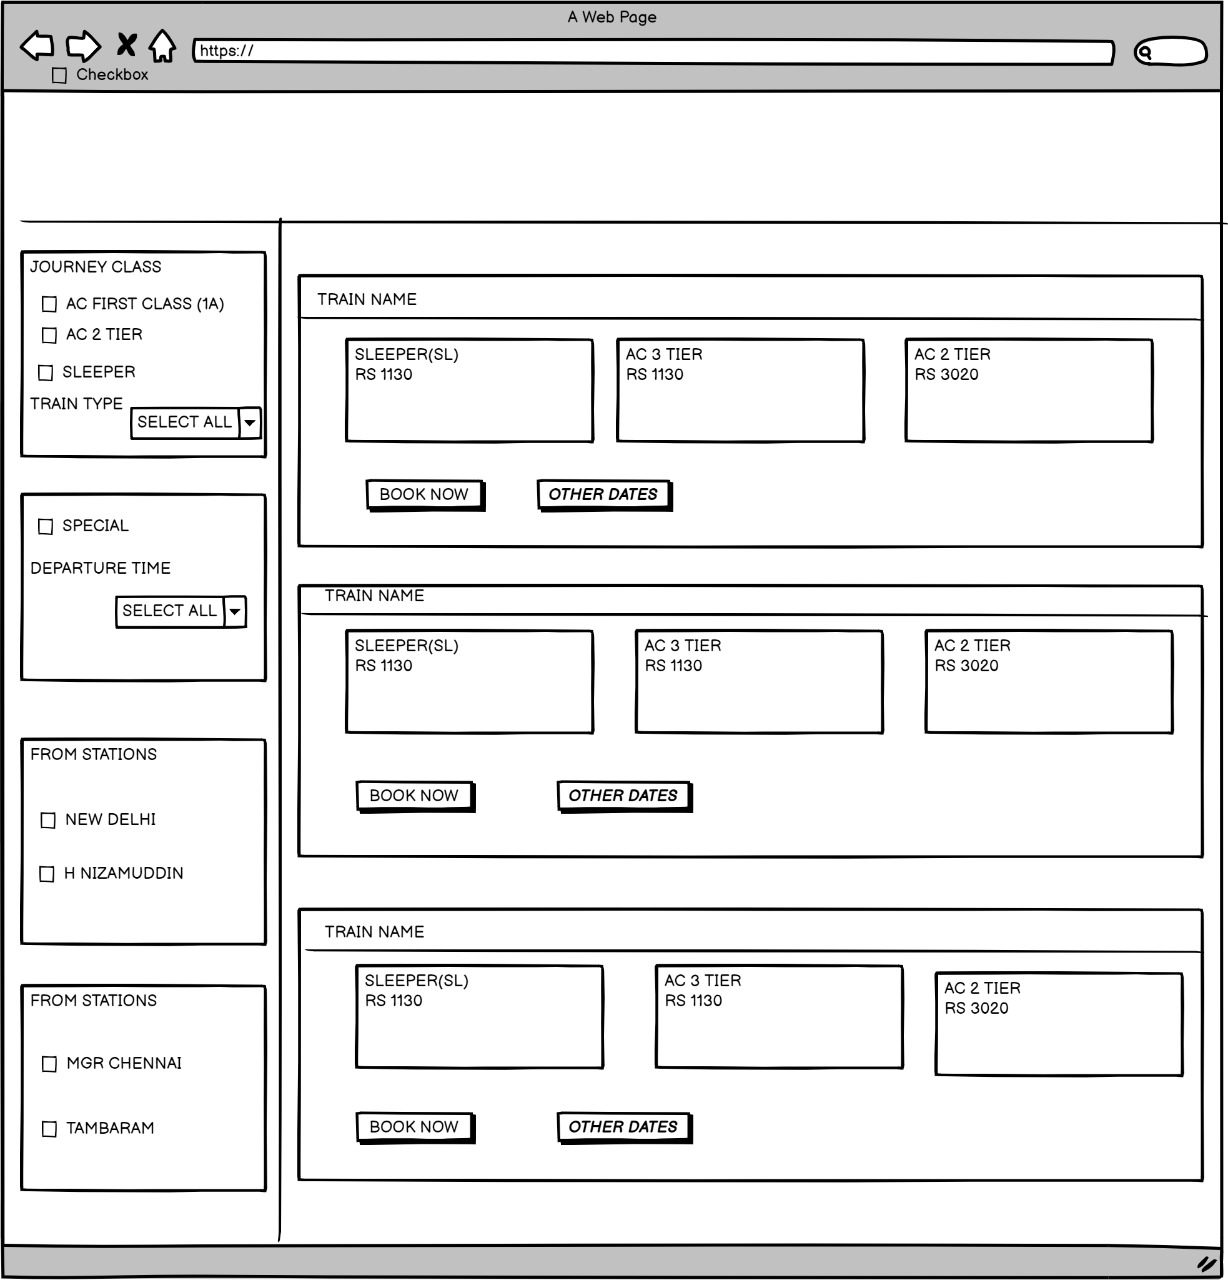 A Web Page
https://
Checkbox
JOURNEY CLASS
AC FIRST CLASS (1A)
AC 2 TIER
SLEEPER
TRAIN TYPE
SELECT ALL
SPECIAL
DEPARTURE TIME
SELECT ALL
FROM STATIONS
NEW DELHI
H NIZAMUDDIN
FROM STATIONS
MGR CHENNAI
TAMBARAM
TRAIN NAME
SLEEPER(SL)
RS 1130
AC 3 TIER
RS 1130
AC 2 TIER
RS 3020
BOOK NOW
OTHER DATES
TRAIN NAME
SLEEPER(SL)
RS 1130
AC 3 TIER
RS 1130
AC 2 TIER
RS 3020
BOOK NOW
OTHER DATES
TRAIN NAME
SLEEPER(SL)
RS 1130
AC 3 TIER
RS 1130
AC 2 TIER
RS 3020
BOOK NOW
OTHER DATES